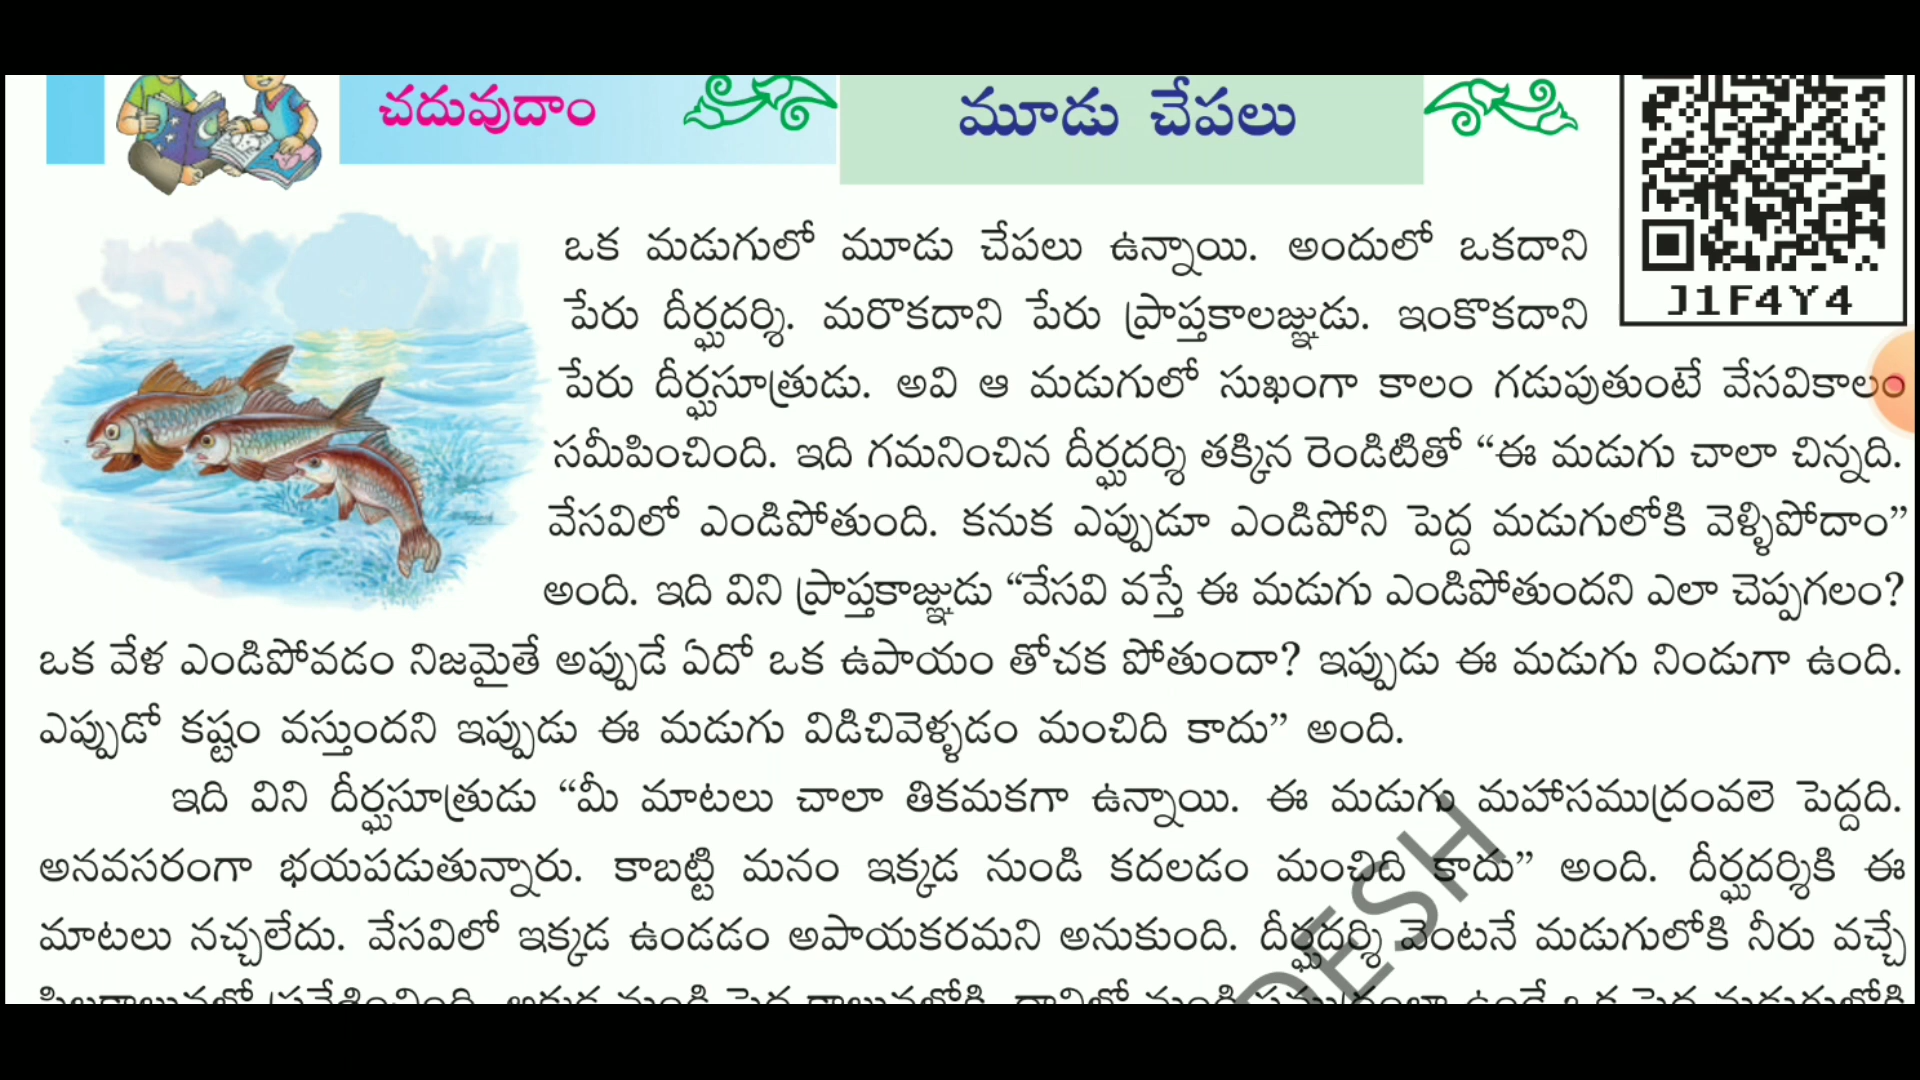 చదువుదాం
మూడు చేపలు
J1F4Y4
ఒక మడుగులో మూడు చేపలు ఉన్నాయి. అందులో ఒకదాని
పేరు దీర్ఘదర్శి. మరొకదాని పేరు ప్రాప్తకాలజ్ఞుడు. ఇంకొకదాని
పేరు దీర్ఘసూత్రుడు. అవి ఆ మడుగులో సుఖంగా కాలం గడుపుతుంటే వేసవికాలం
సమీపించింది. ఇది గమనించిన దీర్ఘదర్శి తక్కిన రెండిటితో “ఈ మడుగు చాలా చిన్నది.
వేసవిలో ఎండిపోతుంది. కనుక ఎప్పుడూ ఎండిపోని పెద్ద మడుగులోకి వెళ్ళిపోదాం”
అంది. ఇది విని ప్రాప్తకాజ్ఞుడు “వేసవి వస్తే ఈ మడుగు ఎండిపోతుందని ఎలా చెప్పగలం?
ఒక వేళ ఎండిపోవడం నిజమైతే అప్పుడే ఏదో ఒక ఉపాయం తోచక పోతుందా? ఇప్పుడు ఈ మడుగు నిండుగా ఉంది.
ఎప్పుడో కష్టం వస్తుందని ఇప్పుడు ఈ మడుగు విడిచివెళ్ళడం మంచిది కాదు” అంది.
ఇది విని దీర్ఘసూత్రుడు “మీ మాటలు చాలా తికమకగా ఉన్నాయి. ఈ మడుగు మహాసముద్రంవలె పెద్దది.
అనవసరంగా భయపడుతున్నారు. కాబట్టి మనం ఇక్కడ నుండి కదలడం మంచిది కాదు” అంది. దీర్ఘదర్శికి ఈ
మాటలు నచ్చలేదు. వేసవిలో ఇక్కడ ఉండడం అపాయకరమని అనుకుంది. దీర్ఘదర్శి వెంటనే మడుగులోకి నీరు వచ్చే
DESH